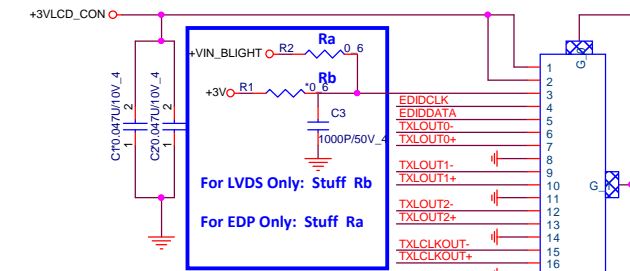 +3VLCD_CON
Ra
+VIN_BLIGHT R2 0_6
Rb
+3V R1 *0_6
C1 *0.047U/10V_4 2 1
C2 *0.047U/10V_4 2 1
C3
1000P/50V_4
For LVDS Only: Stuff Rb
For EDP Only: Stuff Ra
EDIDCLK
EDIDDATA
TXLOUT0-
TXLOUT0+
TXLOUT1-
TXLOUT1+
TXLOUT2-
TXLOUT2+
TXLCLKOUT-
TXLCLKOUT+
1
2
3
4
5
6
7
8
9
10
11
12
13
14
15
16